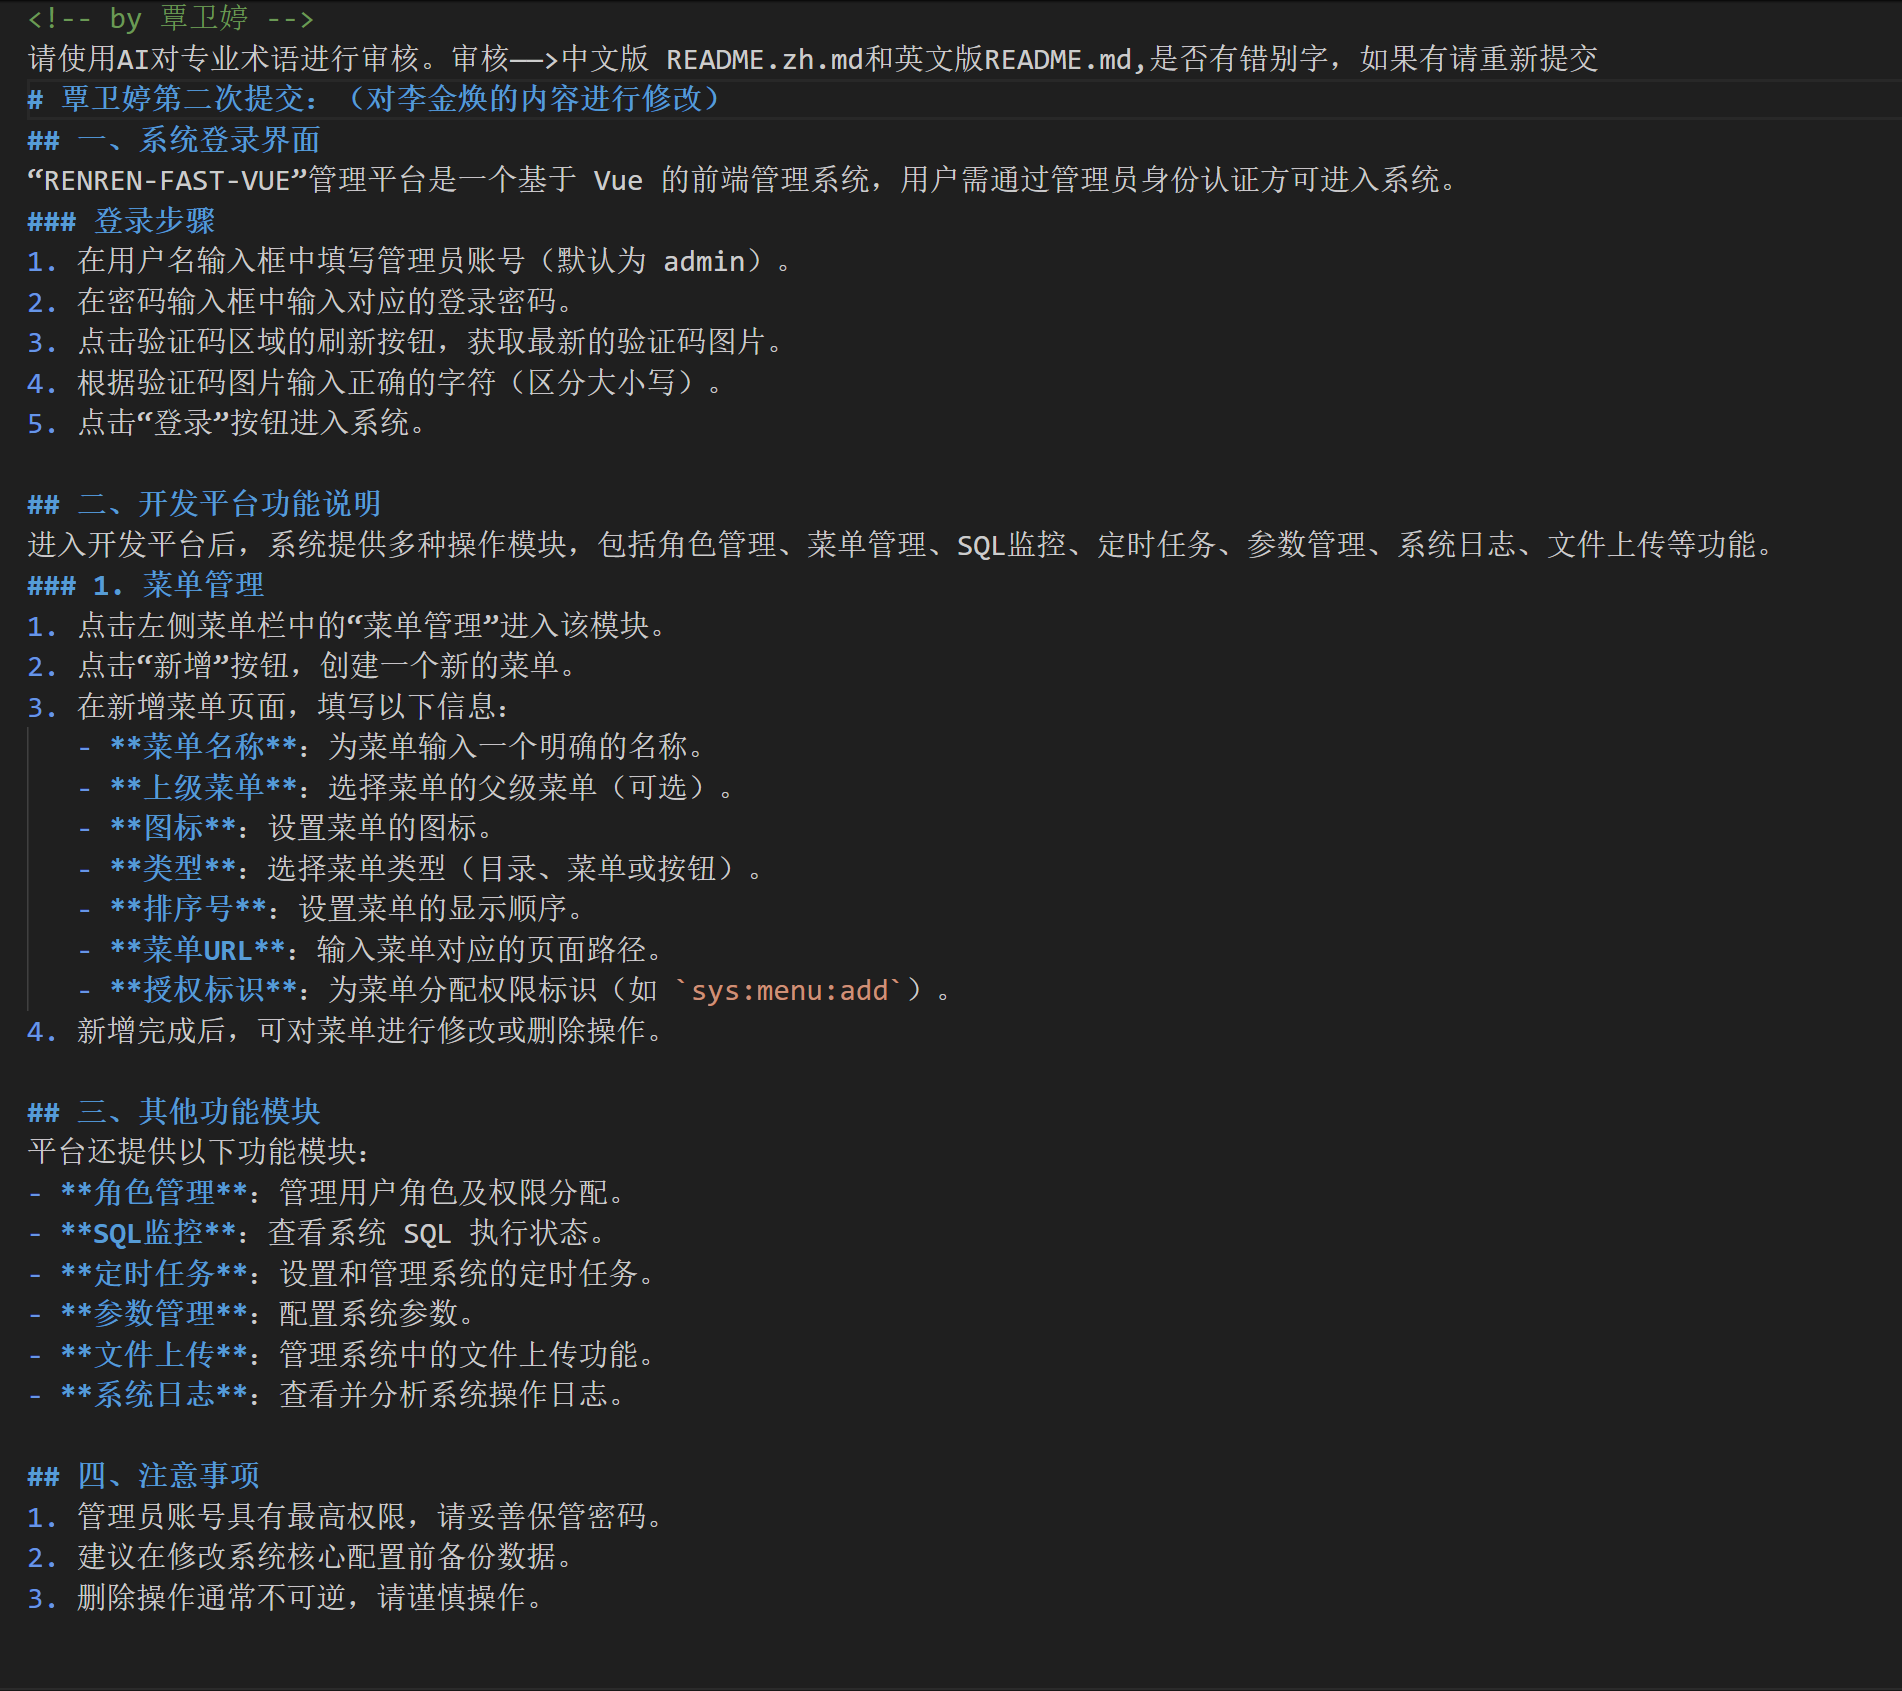 <!-- by 覃卫婷 -->
请使用AI对专业术语进行审核。审核——>中文版 README.zh.md和英文版README.md,是否有错别字，如果有请重新提交
# 覃卫婷第二次提交：（对李金焕的内容进行修改）
## 一、系统登录界面
“RENREN-FAST-VUE”管理平台是一个基于 Vue 的前端管理系统，用户需通过管理员身份认证方可进入系统。
### 登录步骤
1. 在用户名输入框中填写管理员账号（默认为 admin）。
2. 在密码输入框中输入对应的登录密码。
3. 点击验证码区域的刷新按钮，获取最新的验证码图片。
4. 根据验证码图片输入正确的字符（区分大小写）。
5. 点击“登录”按钮进入系统。
## 二、开发平台功能说明
进入开发平台后，系统提供多种操作模块，包括角色管理、菜单管理、SQL监控、定时任务、参数管理、系统日志、文件上传等功能。
### 1. 菜单管理
1. 点击左侧菜单栏中的“菜单管理”进入该模块。
2. 点击“新增”按钮，创建一个新的菜单。
3. 在新增菜单页面，填写以下信息：
- **菜单名称**：为菜单输入一个明确的名称。
- **上级菜单**：选择菜单的父级菜单（可选）。
- **图标**：设置菜单的图标。
- **类型**：选择菜单类型（目录、菜单或按钮）。
- **排序号**：设置菜单的显示顺序。
- **菜单URL**：输入菜单对应的页面路径。
- **授权标识**：为菜单分配权限标识（如 `sys:menu:add`）。
4. 新增完成后，可对菜单进行修改或删除操作。
## 三、其他功能模块
平台还提供以下功能模块：
- **角色管理**：管理用户角色及权限分配。
- **SQL监控**：查看系统 SQL 执行状态。
- **定时任务**：设置和管理系统的定时任务。
- **参数管理**：配置系统参数。
- **文件上传**：管理系统中的文件上传功能。
- **系统日志**：查看并分析系统操作日志。
## 四、注意事项
1. 管理员账号具有最高权限，请妥善保管密码。
2. 建议在修改系统核心配置前备份数据。
3. 删除操作通常不可逆，请谨慎操作。